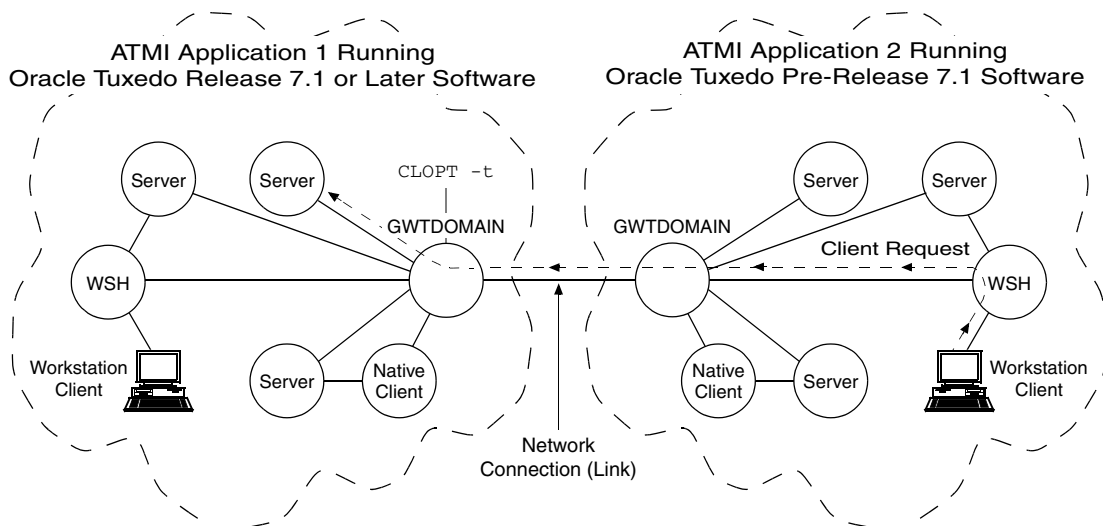 ATMI Application 1 Running
Oracle Tuxedo Release 7.1 or Later Software
ATMI Application 2 Running
Oracle Tuxedo Pre-Release 7.1 Software
Server
Server
CLOPT -t
GWTDOMAIN
WSH
Workstation
Client
Server
Native
Client
Network
Connection (Link)
GWTDOMAIN
Server
Server
Client Request
WSH
Native
Client
Server
Workstation
Client